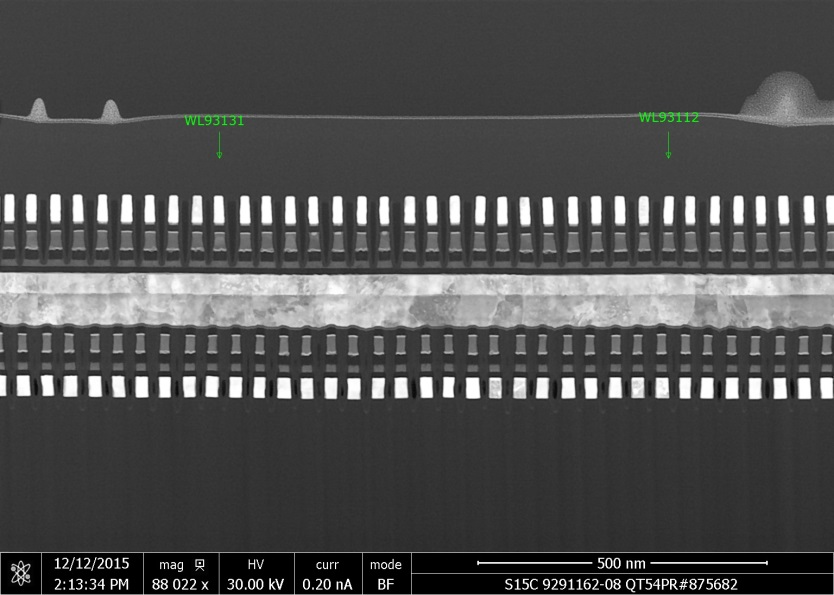 WL93131
WL93112
12/12/2015
2:13:34 PM
mag
88 022 x
HV
30.00 kV
curr
0.20 nA
mode
BF
500 nm
S15C 9291162-08 QT54PR#875682